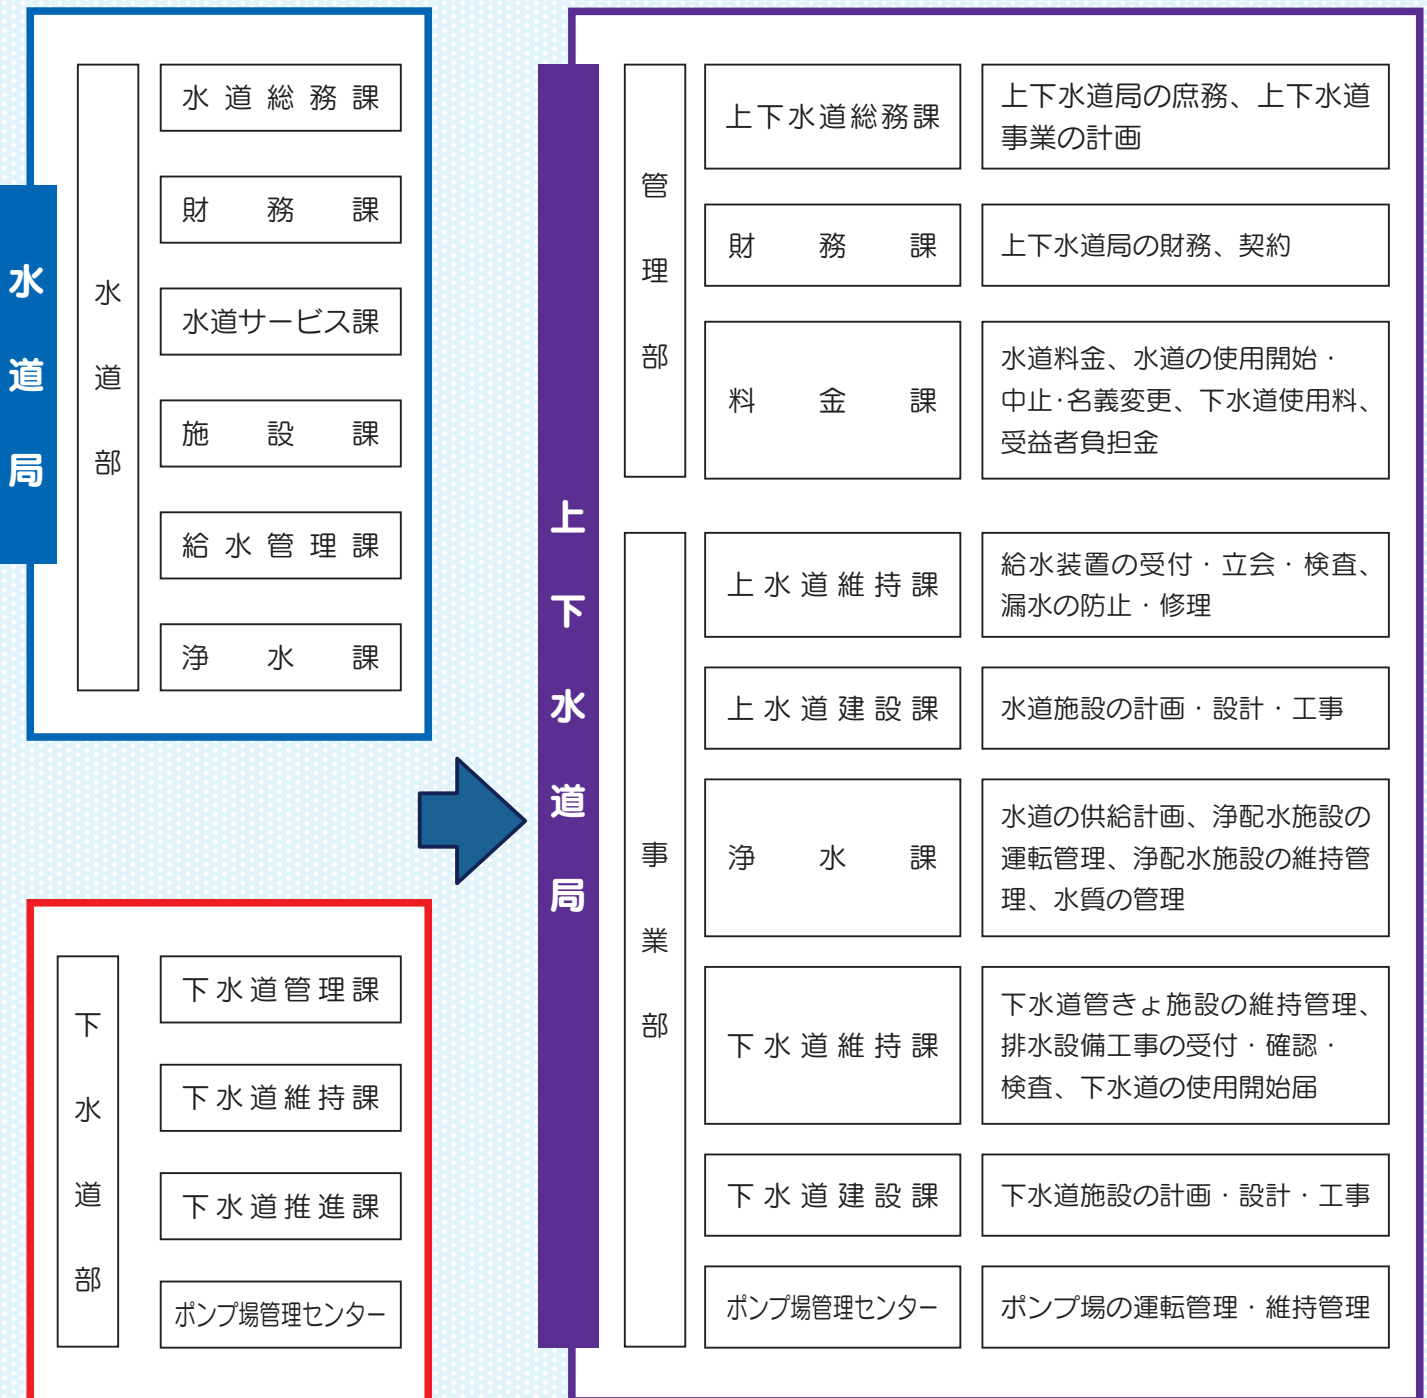 水道局
水道部
水道総務課
財務課
水道サービス課
施設課
給水管理課
浄水課
下水道部
下水道管理課
下水道維持課
下水道推進課
ポンプ場管理センター
上下水道局
管理部
上下水道総務課
上下水道局の庶務、上下水道
事業の計画
財務課
上下水道局の財務、契約
料金課
水道料金、水道の使用開始・
中止・名義変更、下水道使用料、
受益者負担金
事業部
上水道維持課
給水装置の受付・立会・検査、
漏水の防止・修理
上水道建設課
水道施設の計画・設計・工事
浄水課
水道の供給計画、浄配水施設の
運転管理、浄配水施設の維持管
理、水質の管理
下水道維持課
下水道管きょ施設の維持管理、
排水設備工事の受付・確認・
検査、下水道の使用開始届
下水道建設課
下水道施設の計画・設計・工事
ポンプ場管理センター
ポンプ場の運転管理・維持管理